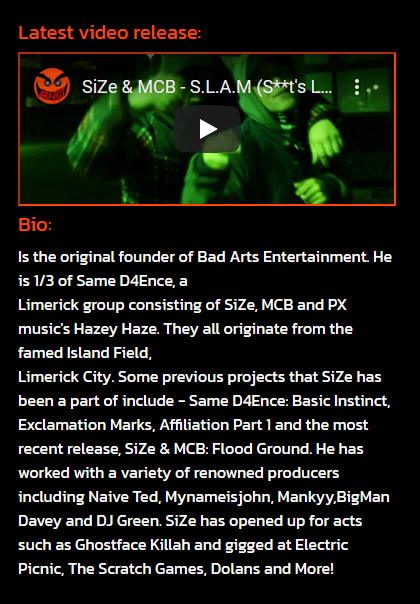 Latest video release:
SiZe & MCB - S.L.A.M (S**t's L...
Bio:
Is the original founder of Bad Arts Entertainment. He
is 1/3 of Same D4Ence, a
Limerick group consisting of SiZe, MCB and PX
music's Hazey Haze. They all originate from the
famed Island Field,
Limerick City. Some previous projects that SiZe has
been a part of include - Same D4Ence: Basic Instinct,
Exclamation Marks, Affiliation Part 1 and the most
recent release, SiZe & MCB: Flood Ground. He has
worked with a variety of renowned producers
including Naive Ted, Mynameisjohn, Mankyy,BigMan
Davey and DJ Green. SiZe has opened up for acts
such as Ghostface Killah and gigged at Electric
Picnic, The Scratch Games, Dolans and More!